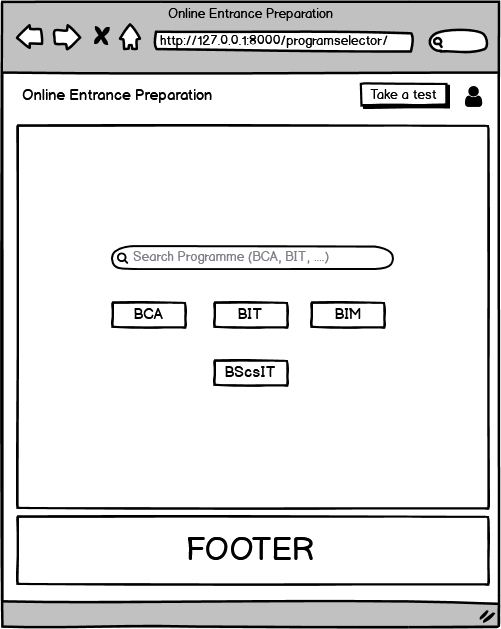 Online Entrance Preparation
http://127.0.0.1:8000/programselector/
Online Entrance Preparation
Take a test
Search Programme (BCA, BIT, ....)
BCA BIT BIM
BScsIT
FOOTER